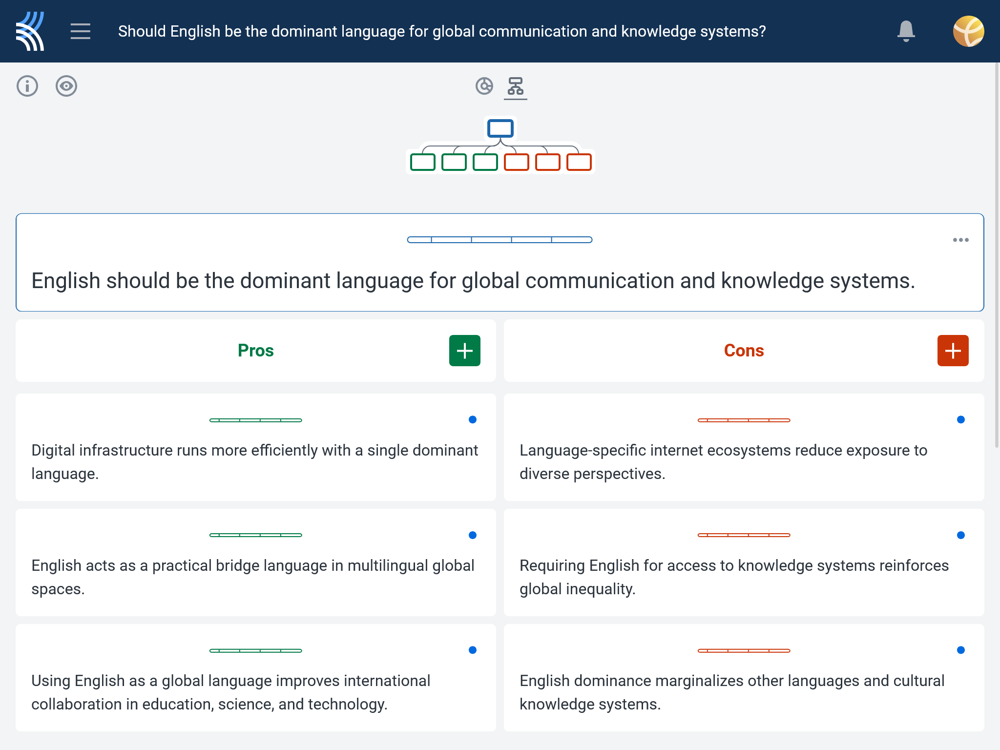 Should English be the dominant language for global communication and knowledge systems?
English should be the dominant language for global communication and knowledge systems.
Pros
Cons
Digital infrastructure runs more efficiently with a single dominant
language.
Language-specific internet ecosystems reduce exposure to
diverse perspectives.
English acts as a practical bridge language in multilingual global
spaces.
Requiring English for access to knowledge systems reinforces
global inequality.
Using English as a global language improves international
collaboration in education, science, and technology.
English dominance marginalizes other languages and cultural
knowledge systems.